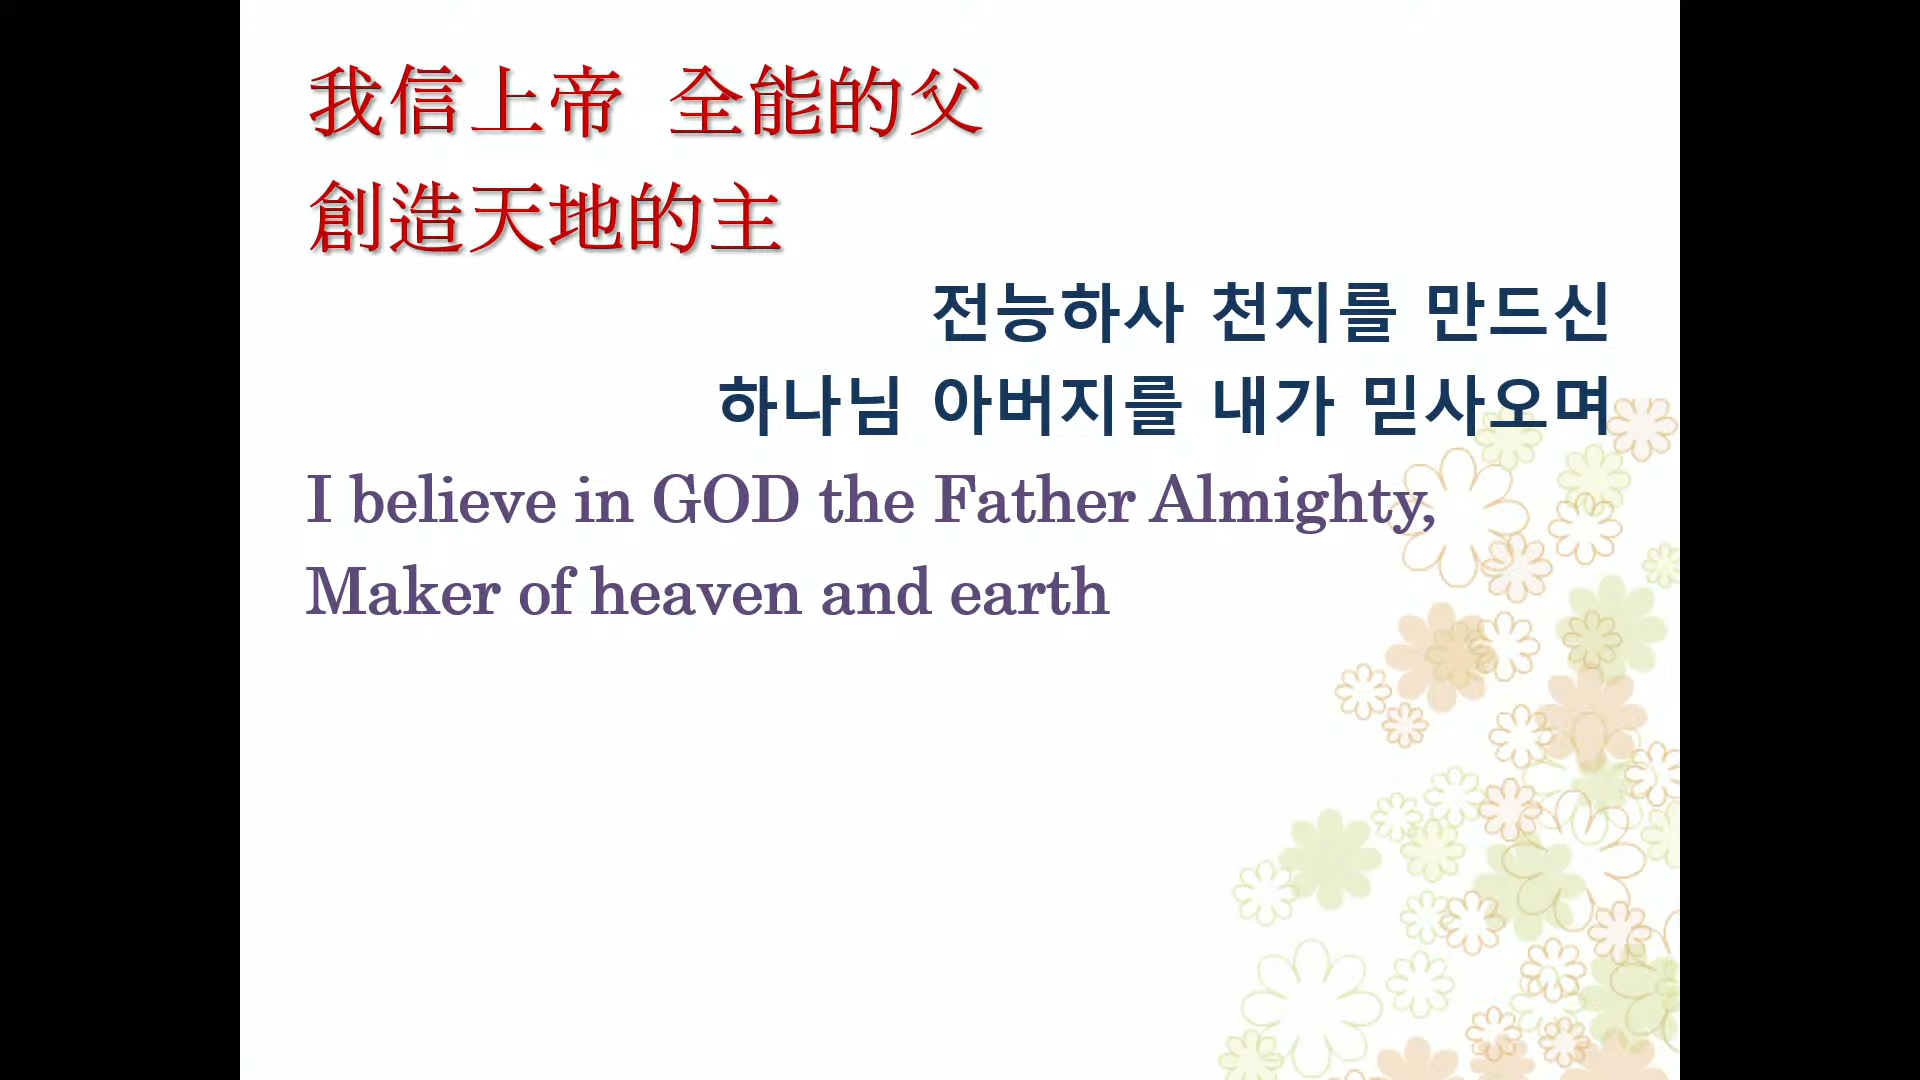 我信上帝 全能的父
創造天地的主
전능하사 천지를 만드신
하나님 아버지를 내가 믿사오며
I believe in GOD the Father Almighty,
Maker of heaven and earth